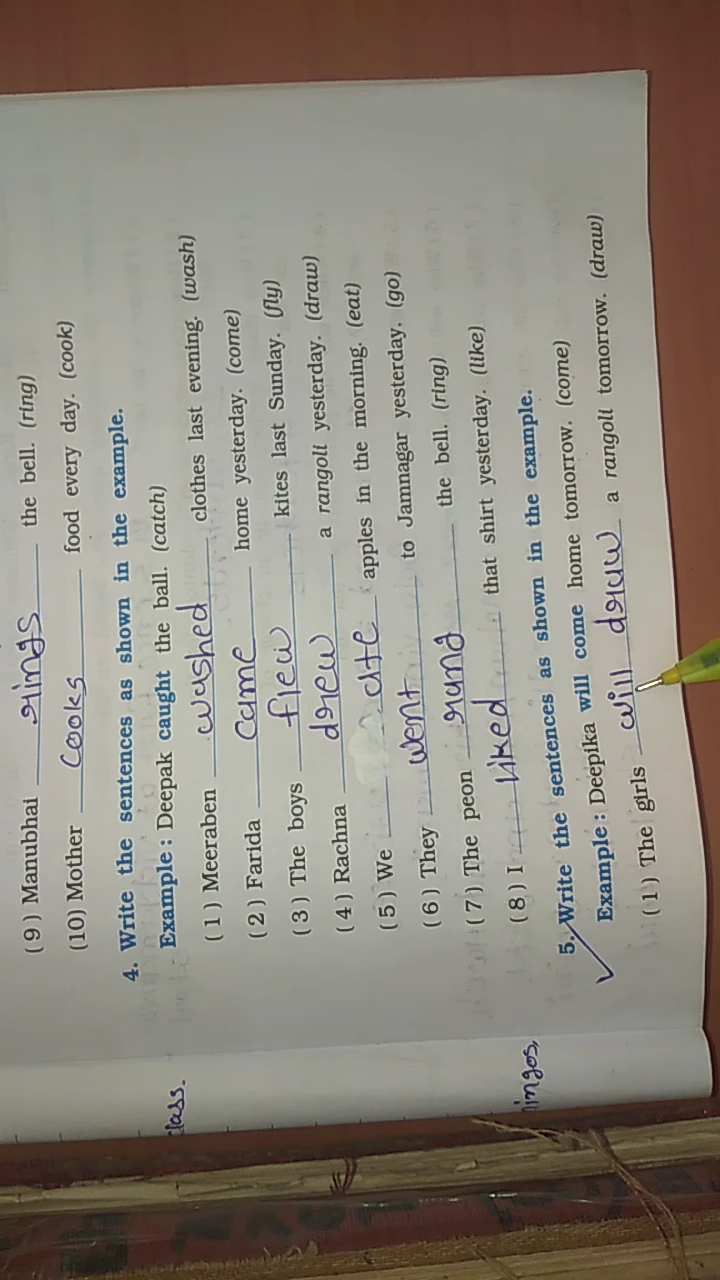 (9) Manubhai rings the bell. (ring)
(10) Mother cooks food every day. (cook)
4. Write the sentences as shown in the example.
Example : Deepak caught the ball. (catch)
(1) Meeraben washed clothes last evening. (wash)
(2) Farida came home yesterday. (come)
(3) The boys flew kites last Sunday. (fly)
(4) Rachna drew a rangoli yesterday. (draw)
(5) We ate apples in the morning. (eat)
(6) They went to Jamnagar yesterday. (go)
(7) The peon rang the bell. (ring)
(8) I liked that shirt yesterday. (like)
5. Write the sentences as shown in the example.
Example : Deepika will come home tomorrow. (come)
(1) The girls will draw a rangoli tomorrow. (draw)
class.